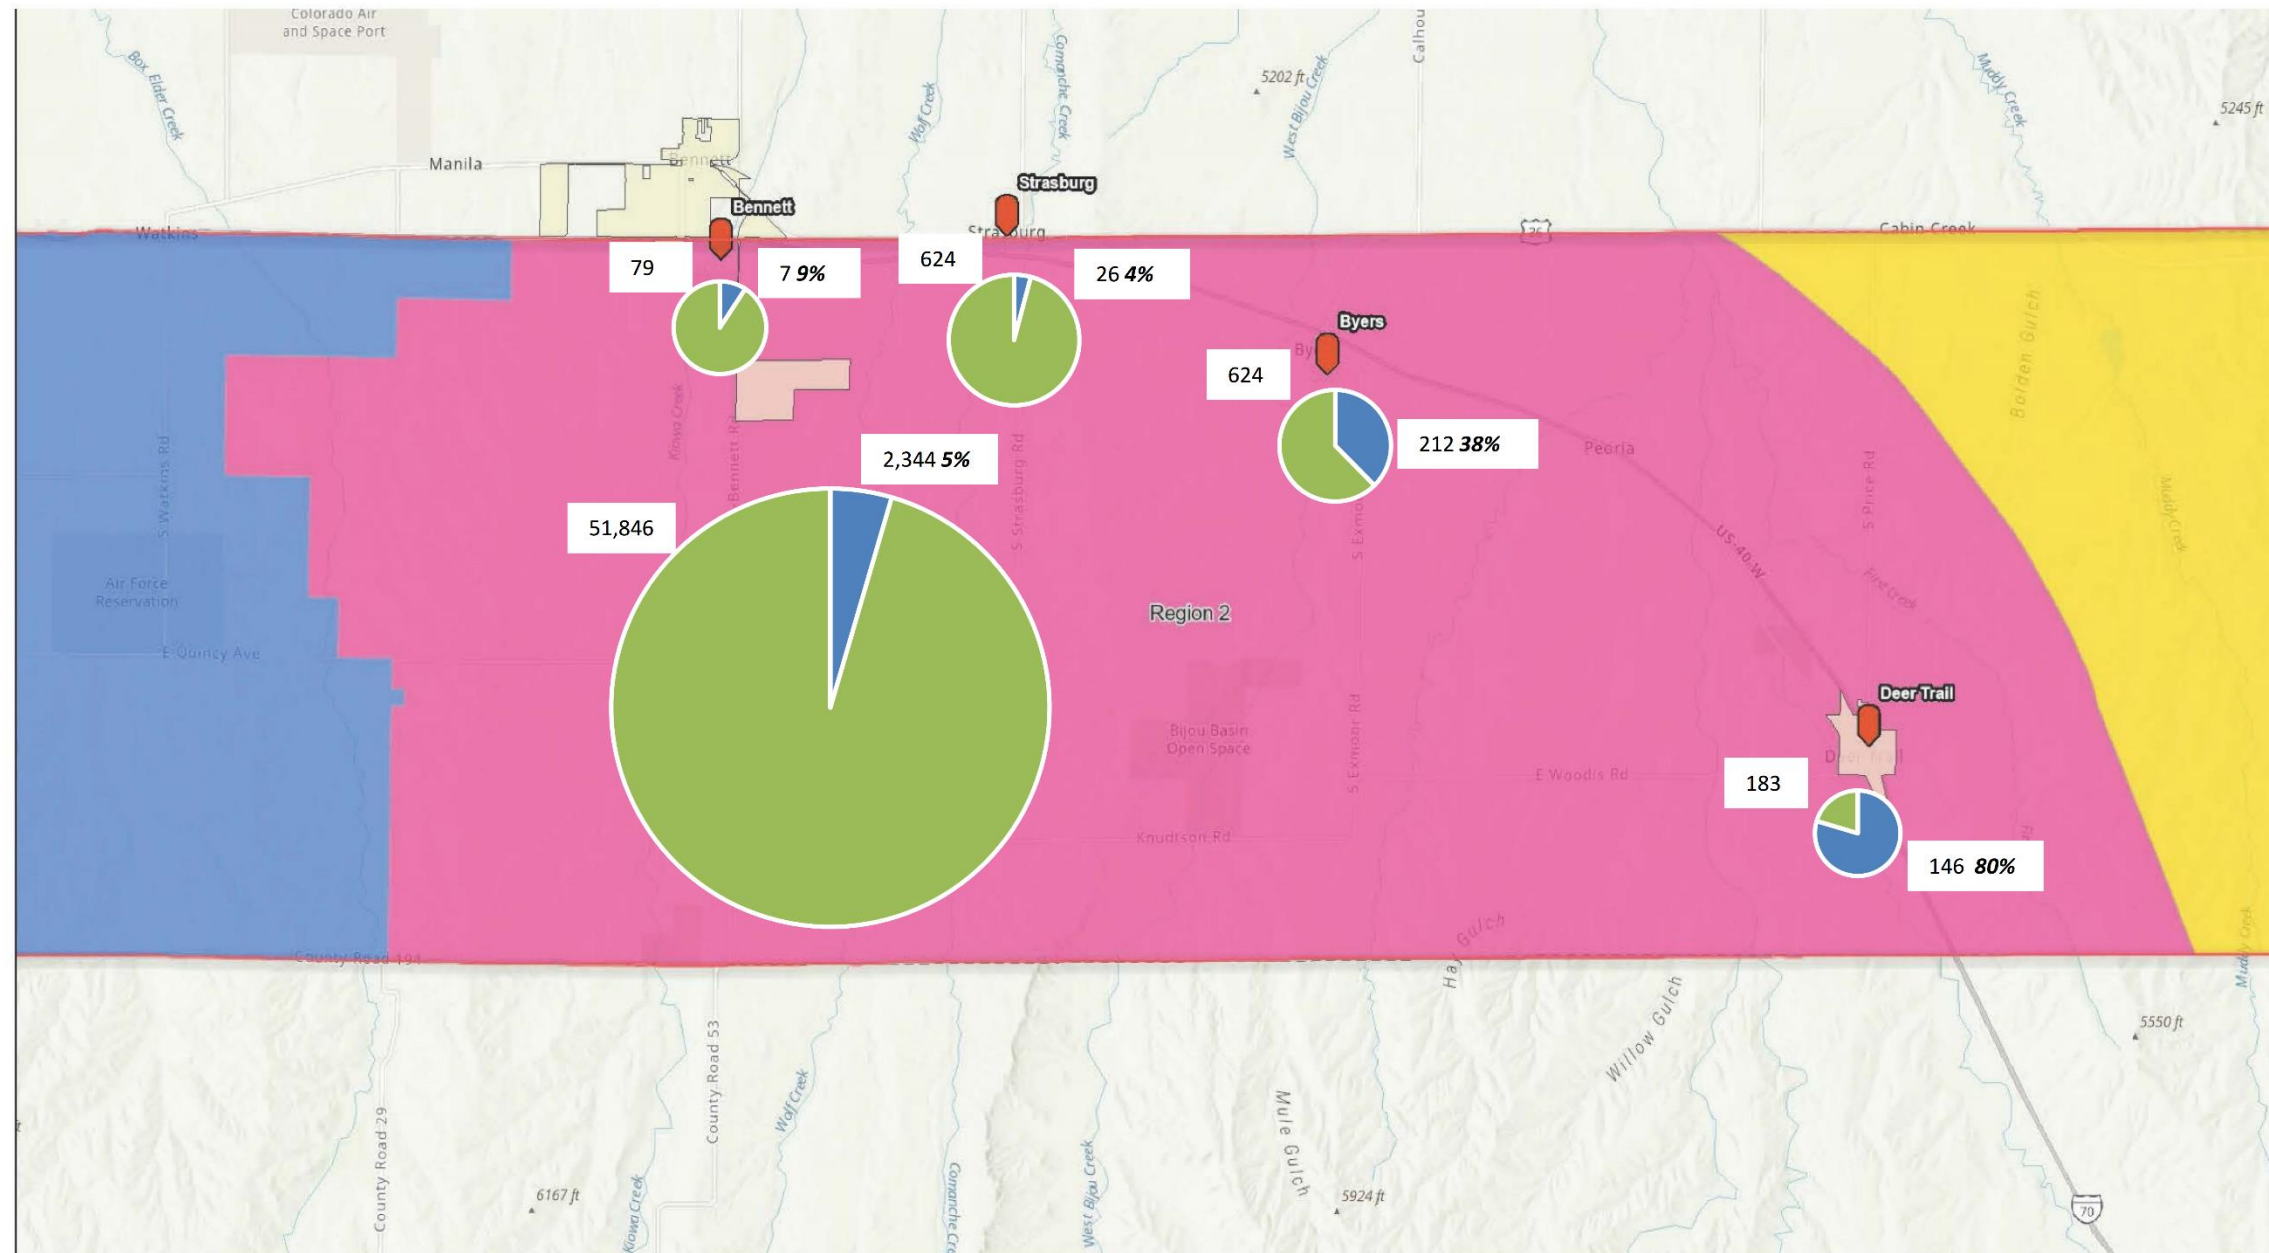 Colorado Air
and Space Port
Box Elder Creek
Wolf Creek
Comanche Creek
5202 ft
West Bijou Creek
Calhou
Muddy Creek
5245 ft
Manila
Bennett
Strasburg
Bennett
Watkins
Strasburg
36
Cabin Creek
79
7 9%
624
26 4%
Byers
By
624
212 38%
Kiowa Creek
Bennett Rd
S Strasburg Rd
S Exmo
Peoria
S Price Rd
Bolden Gulch
Muddy Creek
S Watkins Rd
2,344 5%
51,846
US-40 W
Air Force
Reservation
E Quincy Ave
Region 2
Deer Trail
Deer Trail
Bijou Basin
Open Space
S Exmoor Rd
E Woodis Rd
183
146 80%
Knudtson Rd
County Road 194
Hay Gulch
Muddy Creek
Willow Gulch
5550 ft
County Road 53
County Road 29
Wolf Creek
Mule Gulch
6167 ft
Kiowa Creek
Comanche Cre
West Bijou Creek
5924 ft
70